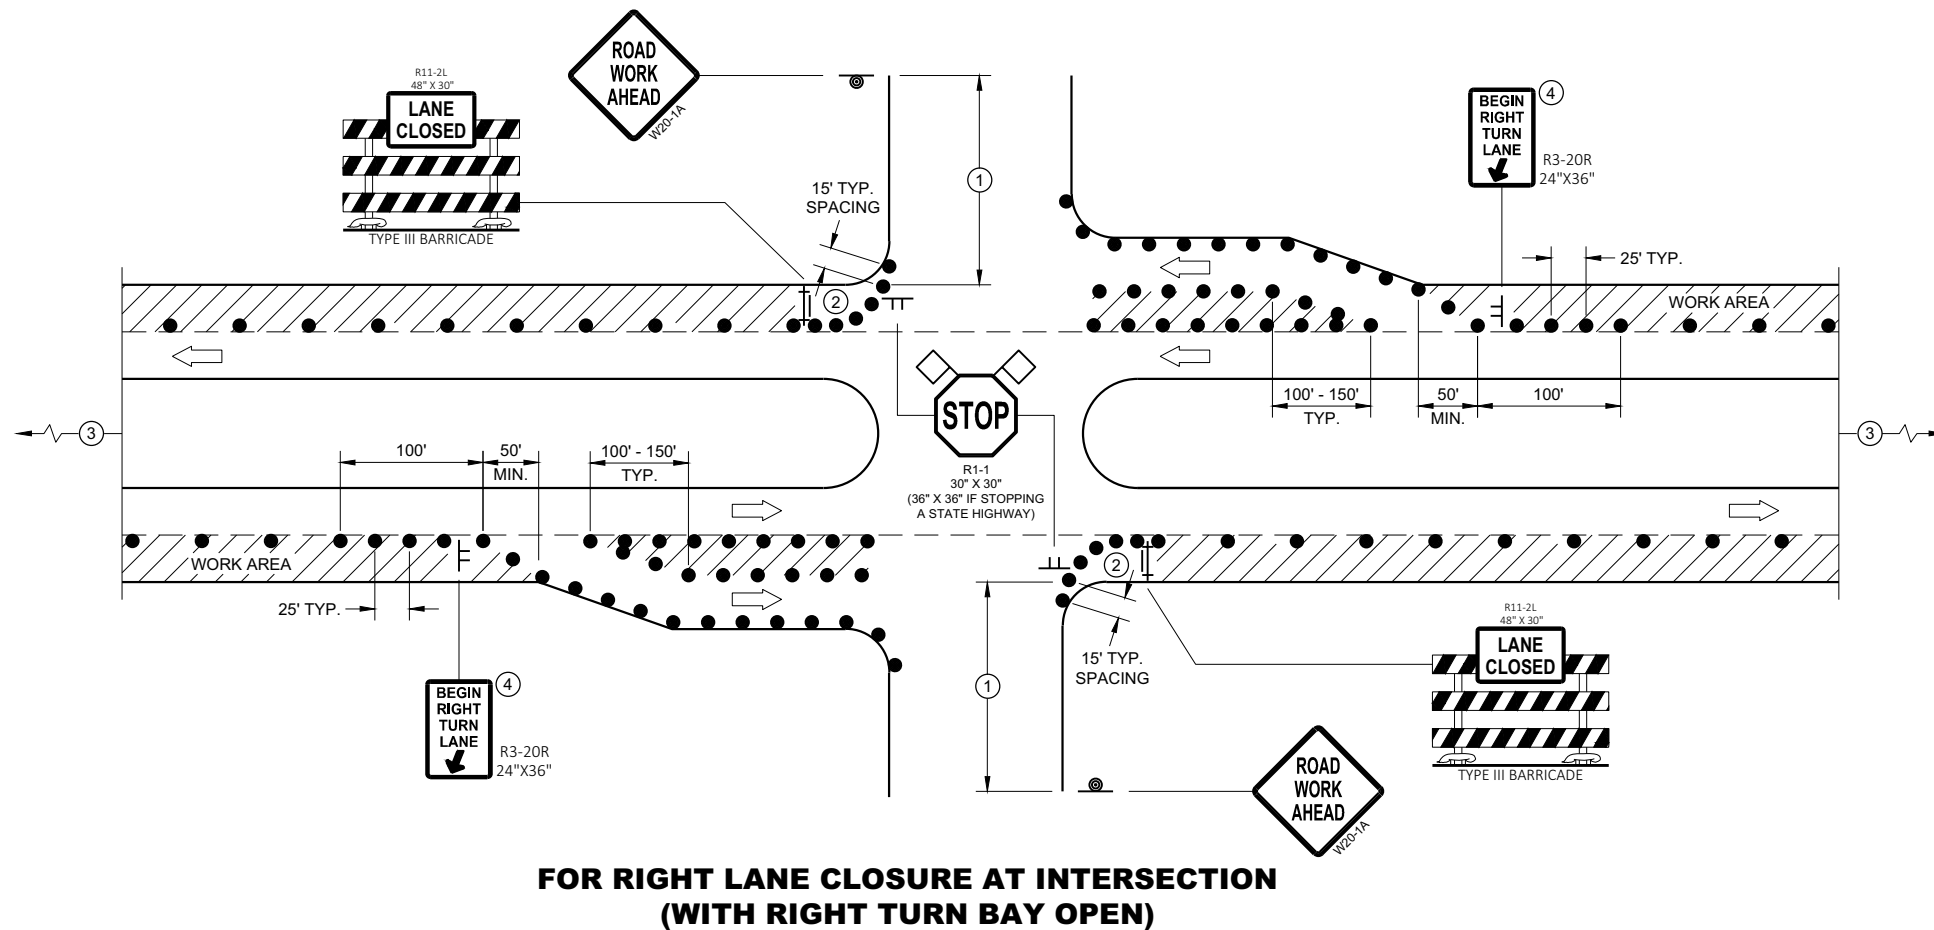 R11-2L
48" X 30"
LANE
CLOSED
TYPE III BARRICADE
ROAD
WORK
AHEAD
W20-1A
15' TYP.
SPACING
1
2
BEGIN
RIGHT
TURN
LANE
4
R3-20R
24"X36"
25' TYP.
WORK AREA
100' - 150'
TYP.
50'
MIN.
100'
3
3
STOP
R1-1
30" X 30"
(36" X 36" IF STOPPING
A STATE HIGHWAY)
100'
50'
MIN.
100' - 150'
TYP.
WORK AREA
25' TYP.
BEGIN
RIGHT
TURN
LANE
4
R3-20R
24"X36"
2
15' TYP.
SPACING
1
R11-2L
48" X 30"
LANE
CLOSED
TYPE III BARRICADE
ROAD
WORK
AHEAD
W20-1A
FOR RIGHT LANE CLOSURE AT INTERSECTION
(WITH RIGHT TURN BAY OPEN)